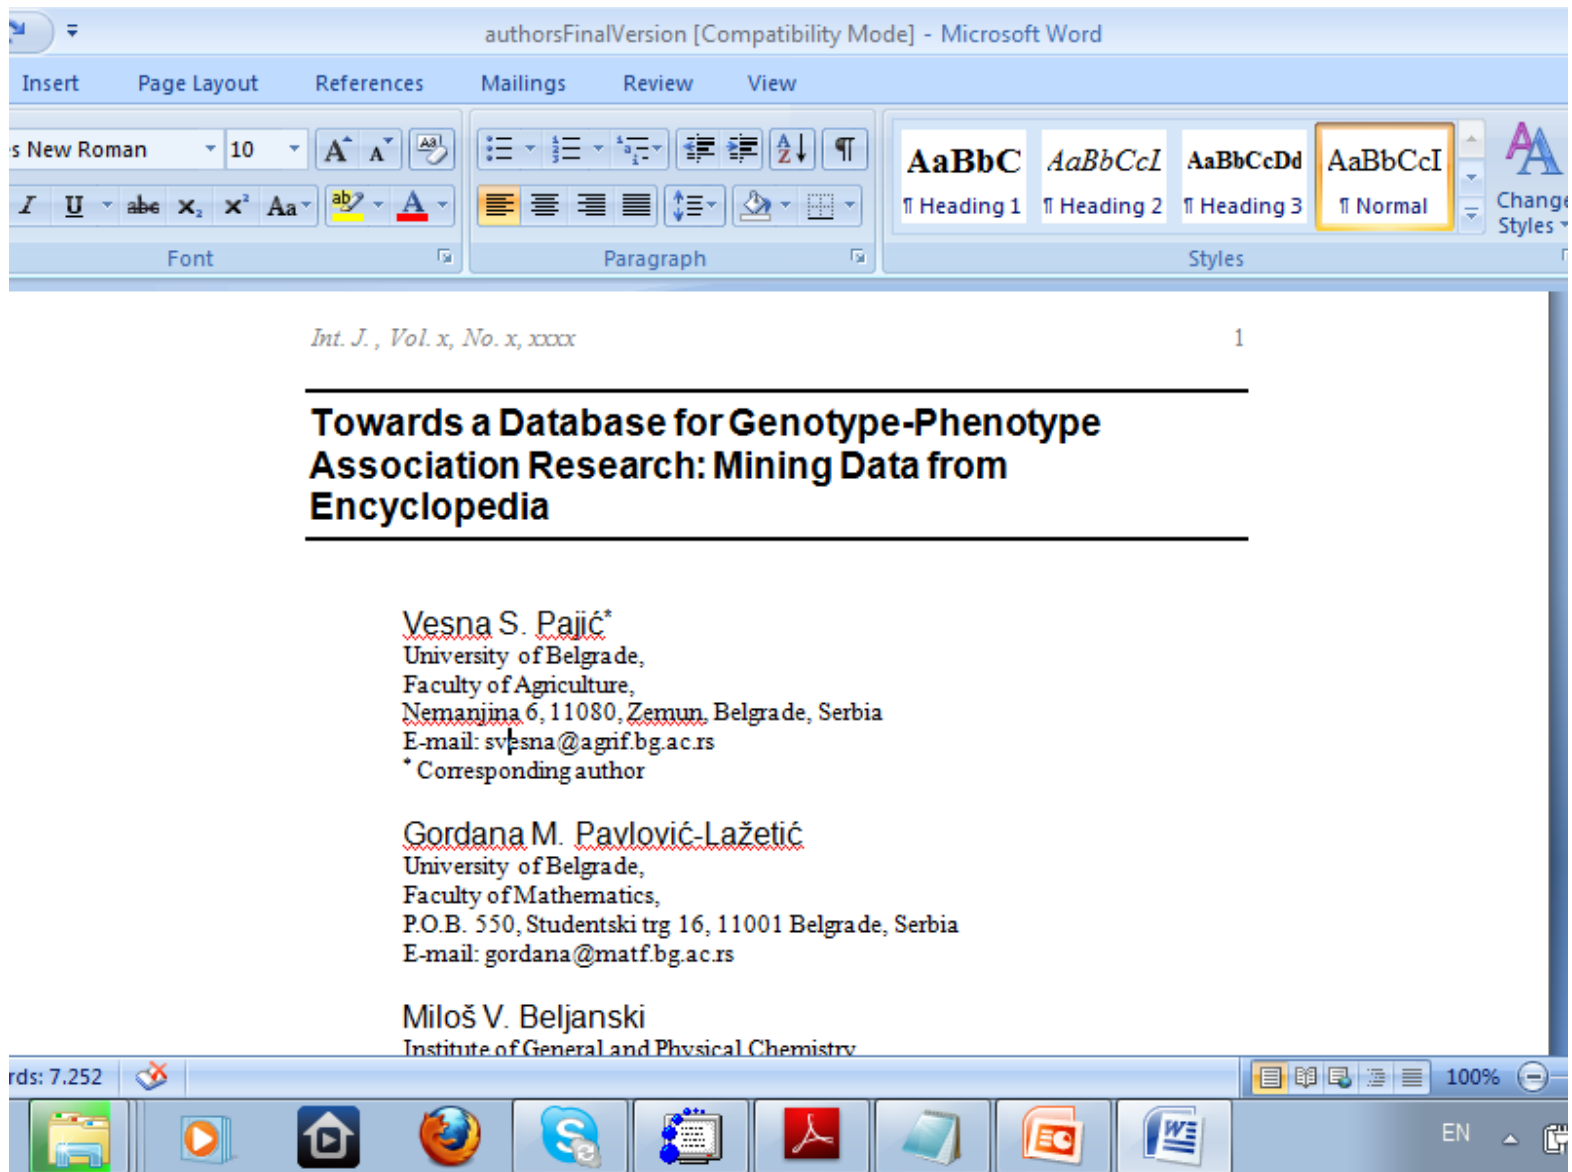 authorsFinalVersion [Compatibility Mode] - Microsoft Word
Insert Page Layout References Mailings Review View
s New Roman 10
AaBbC AaBbCcI AaBbCcDd AaBbCcI
¶ Heading 1 ¶ Heading 2 ¶ Heading 3 ¶ Normal
Change
Styles
Font Paragraph Styles
Int. J. , Vol. x, No. x, xxxx 1
Towards a Database for Genotype-Phenotype
Association Research: Mining Data from
Encyclopedia
Vesna S. Pajić*
University of Belgrade,
Faculty of Agriculture,
Nemanjina 6, 11080, Zemun, Belgrade, Serbia
E-mail: svesna@agrif.bg.ac.rs
* Corresponding author
Gordana M. Pavlović-Lažetić
University of Belgrade,
Faculty of Mathematics,
P.O.B. 550, Studentski trg 16, 11001 Belgrade, Serbia
E-mail: gordana@matf.bg.ac.rs
Miloš V. Beljanski
Institute of General and Physical Chemistry
rds: 7.252 100%
EN